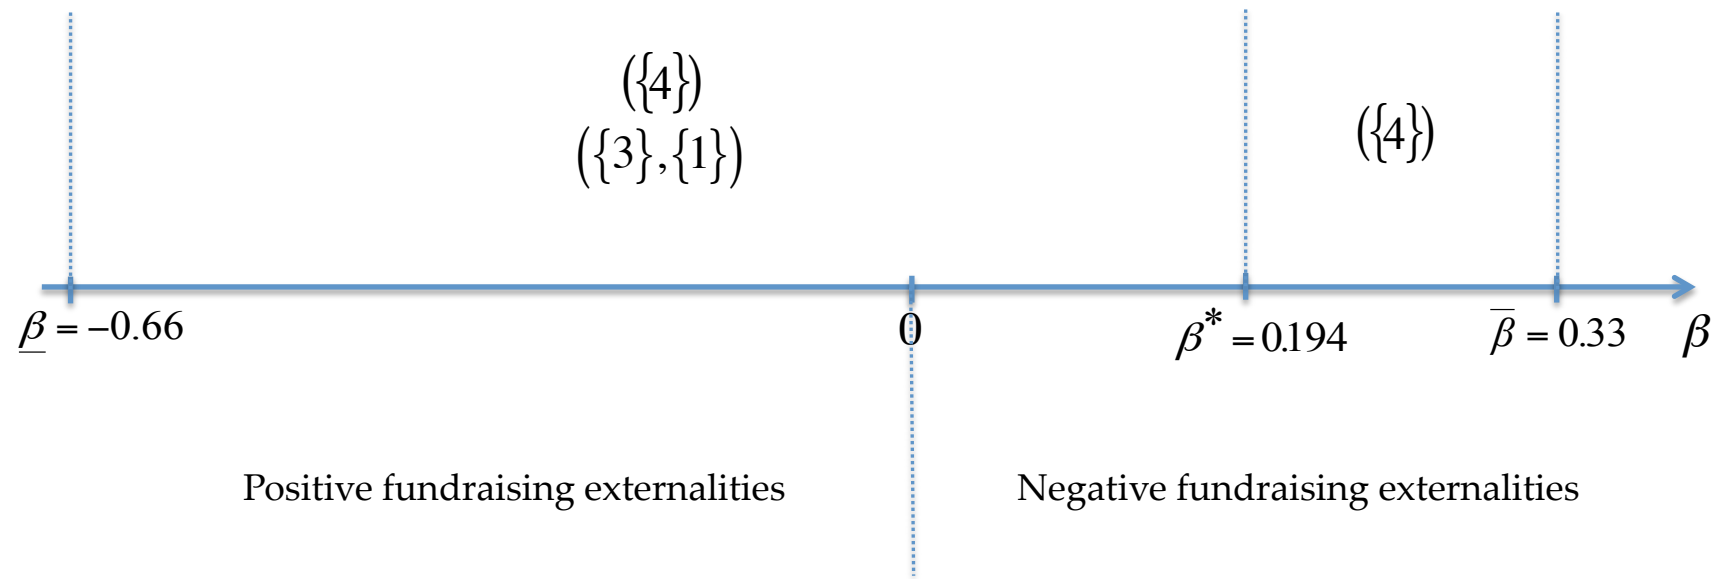 ({4})
({3},{1})
({4})
β̲ = −0.66
0
β* = 0.194
β̅ = 0.33
β
Positive fundraising externalities
Negative fundraising externalities